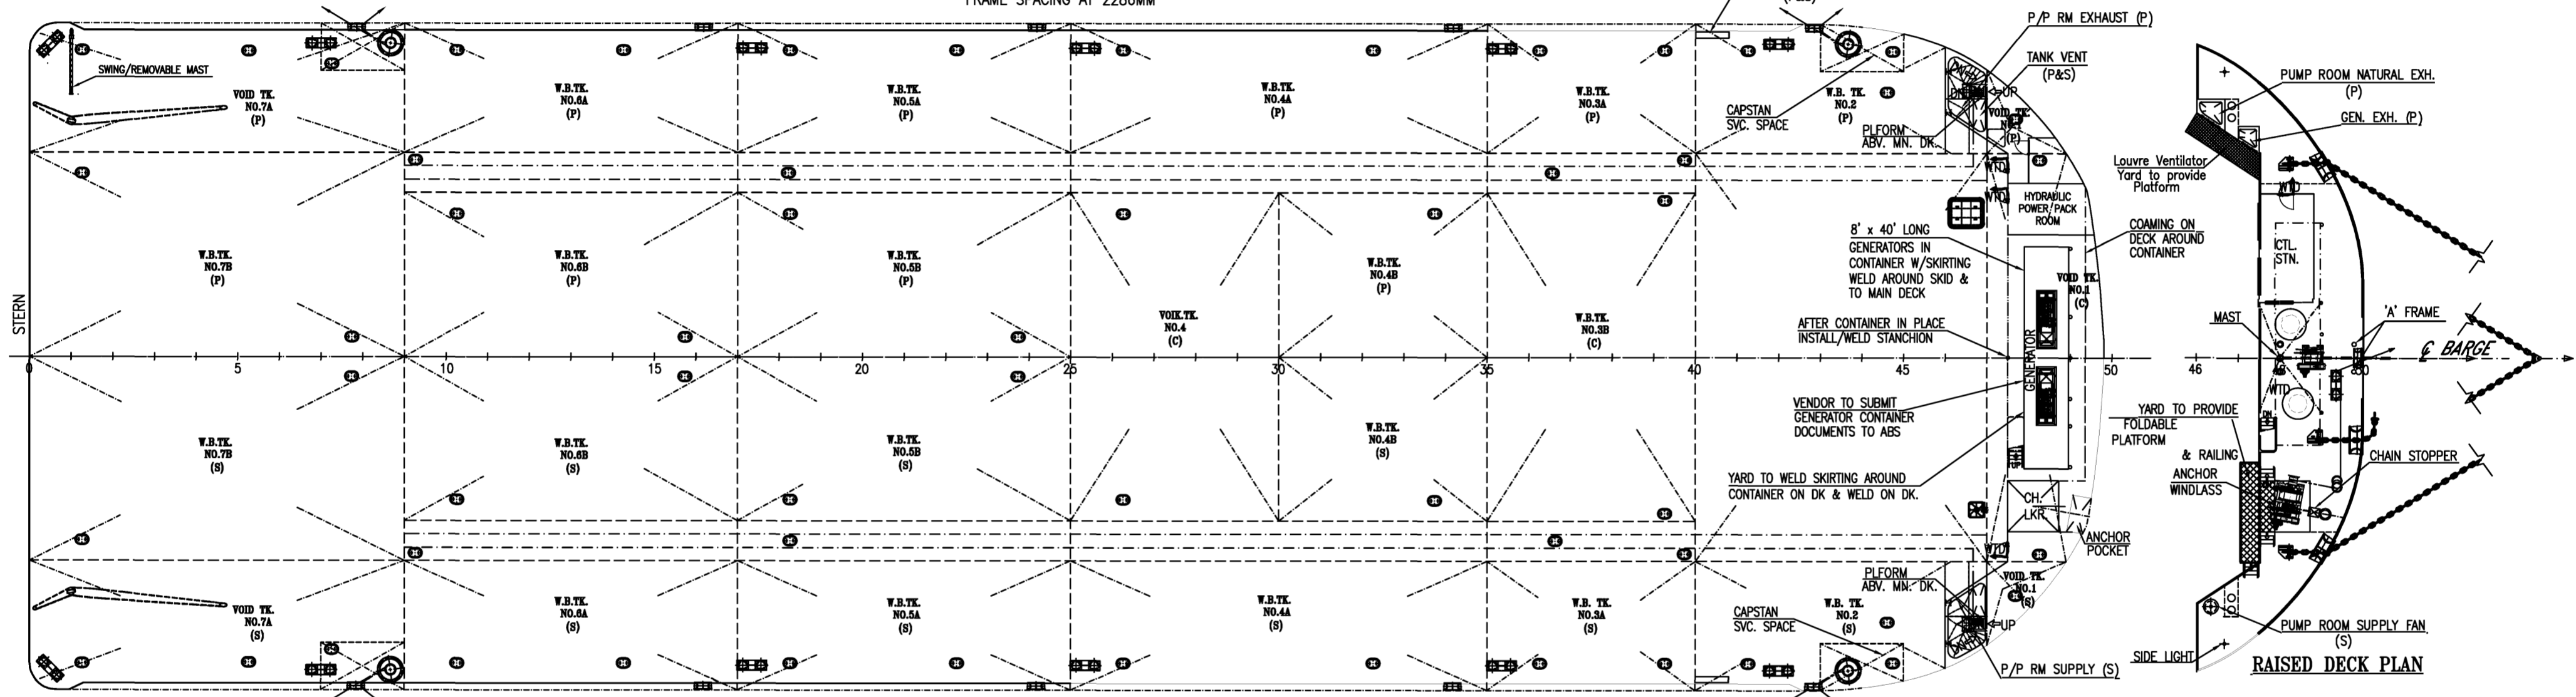 FRAME SPACING AT 2286MM
SWING/REMOVABLE MAST
VOID TK.
NO.7A
(P)
W.B.TK.
NO.6A
(P)
W.B.TK.
NO.5A
(P)
W.B.TK.
NO.4A
(P)
W.B.TK.
NO.3A
(P)
W.B. TK.
NO.2
(P)
CAPSTAN
SVC. SPACE
PLFORM
ABV. MN. DK.
P/P RM EXHAUST (P)
TANK VENT
(P&S)
UP
VOID TK
(P)
WTD
WTD
HYDRAULIC
POWER PACK
ROOM
COAMING ON
DECK AROUND
CONTAINER
8' x 40' LONG
GENERATORS IN
CONTAINER W/SKIRTING
WELD AROUND SKID &
TO MAIN DECK
VOID TK.
NO.1
(C)
W.B.TK.
NO.7B
(P)
W.B.TK.
NO.6B
(P)
W.B.TK.
NO.5B
(P)
W.B.TK.
NO.4B
(P)
VOIK.TK.
NO.4
(C)
W.B.TK.
NO.3B
(C)
AFTER CONTAINER IN PLACE
INSTALL/WELD STANCHION
STERN
0 5 10 15 20 25 30 35 40 45 50
GENERATOR
VENDOR TO SUBMIT
GENERATOR CONTAINER
DOCUMENTS TO ABS
W.B.TK.
NO.7B
(S)
W.B.TK.
NO.6B
(S)
W.B.TK.
NO.5B
(S)
W.B.TK.
NO.4B
(S)
YARD TO WELD SKIRTING AROUND
CONTAINER ON DK & WELD ON DK.
CH.
LKR
ANCHOR
POCKET
WTD
VOID TK.
NO.7A
(S)
W.B.TK.
NO.6A
(S)
W.B.TK.
NO.5A
(S)
W.B.TK.
NO.4A
(S)
W.B. TK.
NO.3A
(S)
W.B. TK.
NO.2
(S)
CAPSTAN
SVC. SPACE
PLFORM
ABV. MN. DK.
VOID TK.
NO.1
(S)
UP
P/P RM SUPPLY (S)
PUMP ROOM NATURAL EXH.
(P)
GEN. EXH. (P)
Louvre Ventilator
Yard to provide
Platform
WTD
CTL.
STN.
MAST
'A' FRAME
℄ BARGE
46
WTD
DN
YARD TO PROVIDE
FOLDABLE
PLATFORM
& RAILING
ANCHOR
WINDLASS
CHAIN STOPPER
PUMP ROOM SUPPLY FAN
(S)
SIDE LIGHT
RAISED DECK PLAN